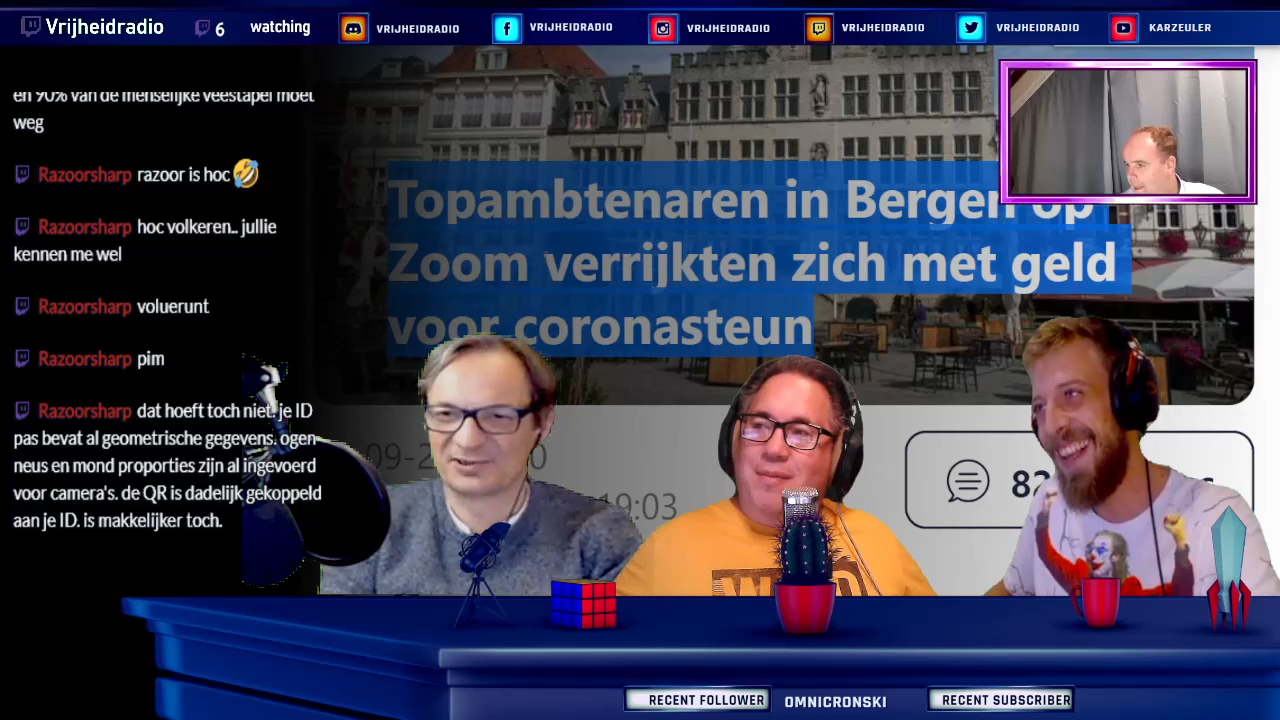 Vrijheidradio
6 watching
VRIJHEIDRADIO
VRIJHEIDRADIO
VRIJHEIDRADIO
VRIJHEIDRADIO
VRIJHEIDRADIO
KARZEULER
en 90% van de menselijke veestapel moet
weg
Razoorsharp razoor is hoc
Razoorsharp hoc volkeren.. jullie
kennen me wel
Razoorsharp voluerunt
Razoorsharp pim
Razoorsharp dat hoeft toch niet. je ID
pas bevat al geometrische gegevens. ogen
neus en mond proporties zijn al ingevoerd
voor camera's. de QR is dadelijk gekoppeld
aan je ID. is makkelijker toch.
Topambtenaren in Bergen op
Zoom verrijkten zich met geld
voor coronasteun
19:03
RECENT FOLLOWER
OMNICRONSKI
RECENT SUBSCRIBER